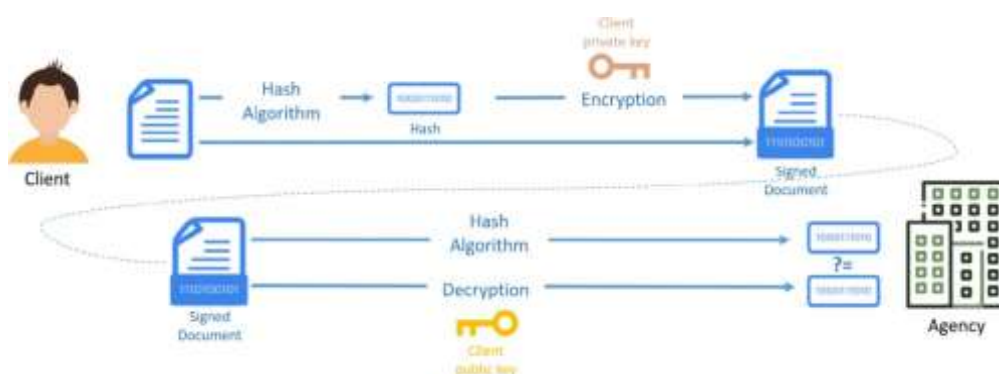 Client
private key
Hash
Algorithm
Encryption
Hash
Client
Signed
Document
Hash
Algorithm
?=
Decryption
Signed
Document
Agency
Client
public key